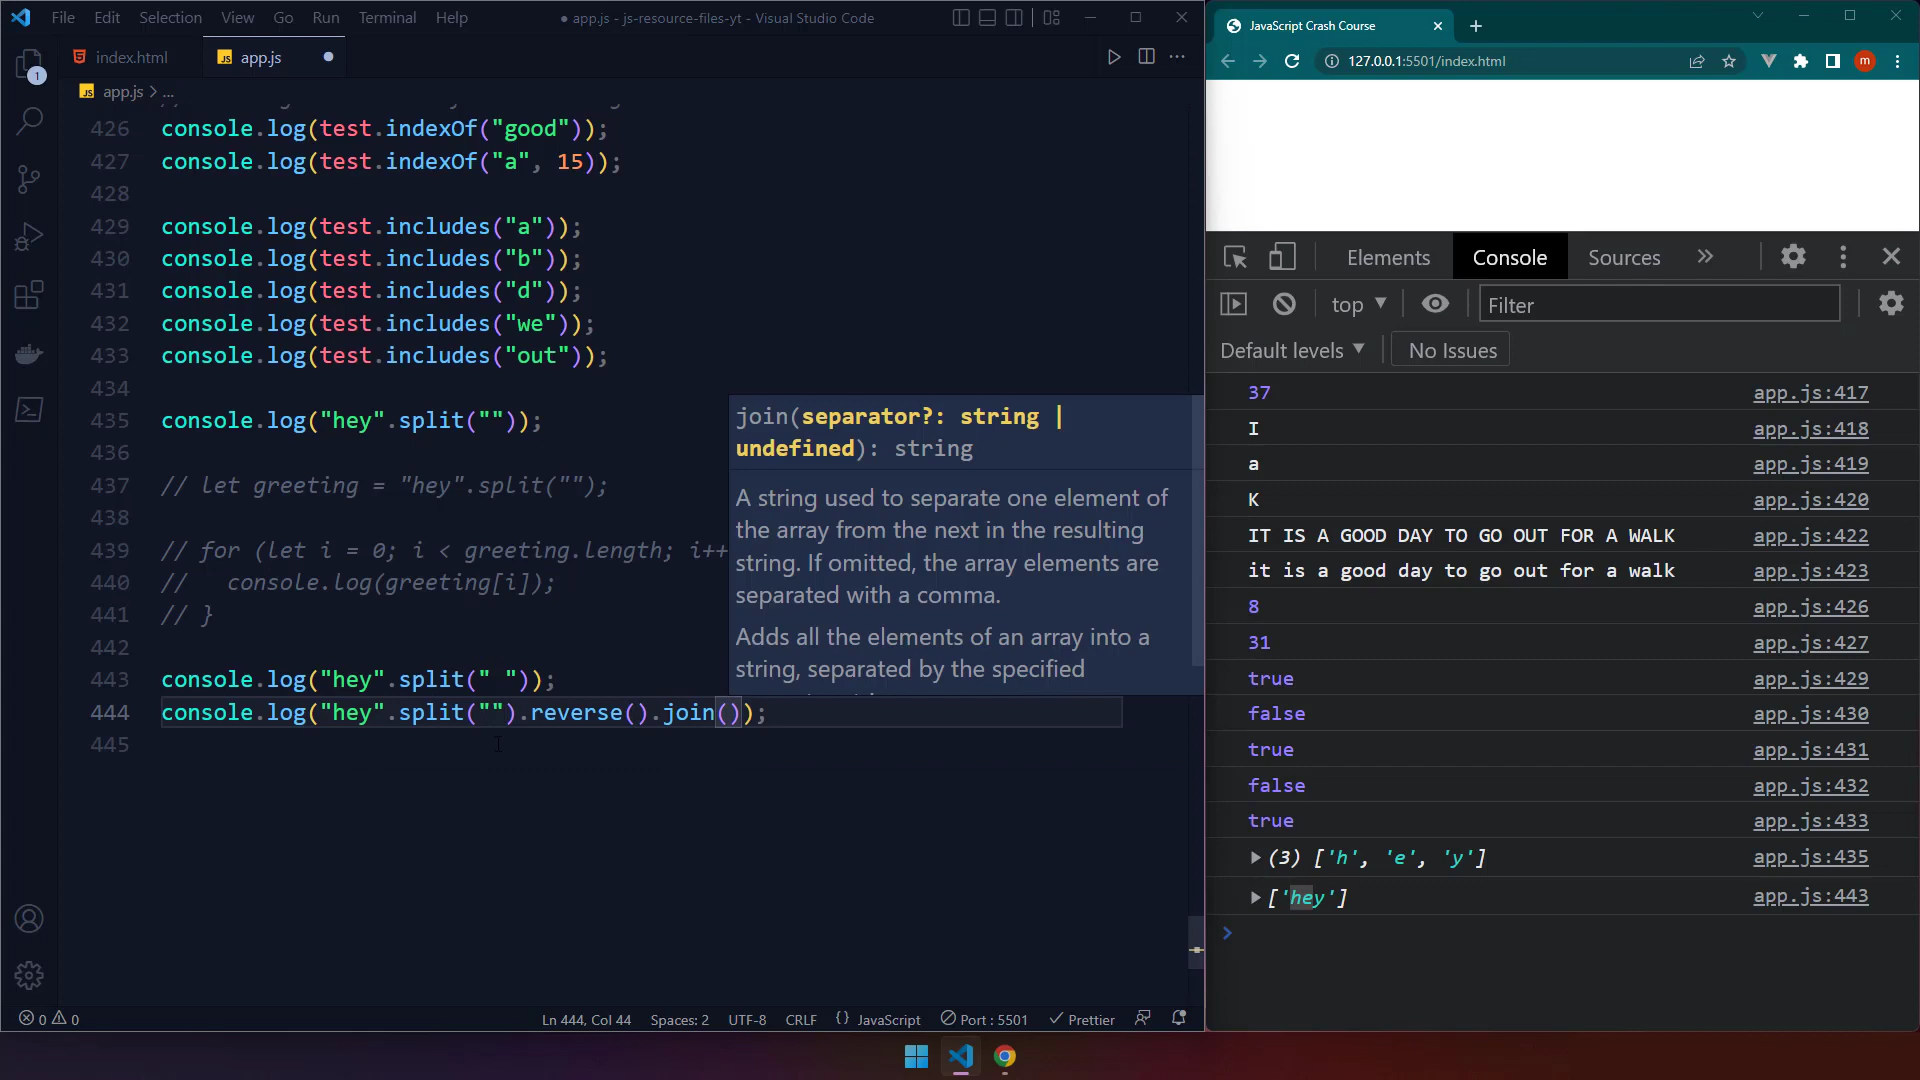 File Edit Selection View Go Run Terminal Help
● app.js - js-resource-files-yt - Visual Studio Code
index.html
app.js
1
app.js > ...
426 console.log(test.indexOf("good"));
427 console.log(test.indexOf("a", 15));
428
429 console.log(test.includes("a"));
430 console.log(test.includes("b"));
431 console.log(test.includes("d"));
432 console.log(test.includes("we"));
433 console.log(test.includes("out"));
434
435 console.log("hey".split(""));
436
437 // let greeting = "hey".split("");
438
439 // for (let i = 0; i < greeting.length; i++
440 //   console.log(greeting[i]);
441 // }
442
443 console.log("hey".split(" "));
444 console.log("hey".split("").reverse().join());
445
join(separator?: string |
undefined): string
A string used to separate one element of
the array from the next in the resulting
string. If omitted, the array elements are
separated with a comma.
Adds all the elements of an array into a
string, separated by the specified
0 0
Ln 444, Col 44 Spaces: 2 UTF-8 CRLF {} JavaScript Port : 5501 Prettier
JavaScript Crash Course
127.0.0.1:5501/index.html
m
Elements Console Sources
top Filter
Default levels No Issues
37 app.js:417
I app.js:418
a app.js:419
K app.js:420
IT IS A GOOD DAY TO GO OUT FOR A WALK app.js:422
it is a good day to go out for a walk app.js:423
8 app.js:426
31 app.js:427
true app.js:429
false app.js:430
true app.js:431
false app.js:432
true app.js:433
(3) ['h', 'e', 'y'] app.js:435
['hey'] app.js:443
>